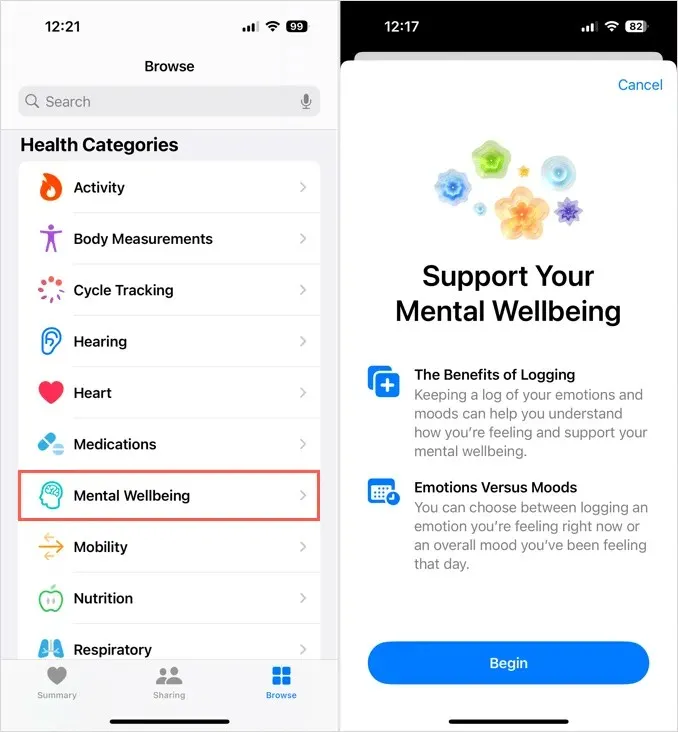 12:21
99
Browse
Search
Health Categories
Activity
Body Measurements
Cycle Tracking
Hearing
Heart
Medications
Mental Wellbeing
Mobility
Nutrition
Respiratory
Summary
Sharing
Browse
12:17
82
Cancel
Support Your
Mental Wellbeing
The Benefits of Logging
Keeping a log of your emotions and
moods can help you understand
how you’re feeling and support your
mental wellbeing.
Emotions Versus Moods
You can choose between logging an
emotion you’re feeling right now or
an overall mood you’ve been feeling
that day.
Begin